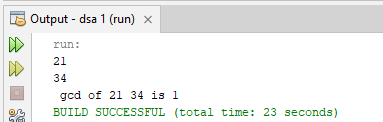 Output - dsa 1 (run)
run:
21
34
 gcd of 21 34 is 1
BUILD SUCCESSFUL (total time: 23 seconds)